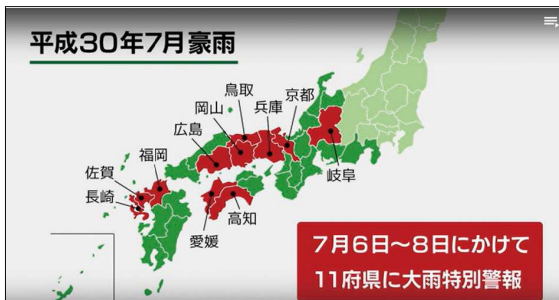 平成30年7月豪雨
鳥取
岡山
兵庫
京都
広島
福岡
佐賀
長崎
愛媛
高知
岐阜
7月6日～8日にかけて
11府県に大雨特別警報